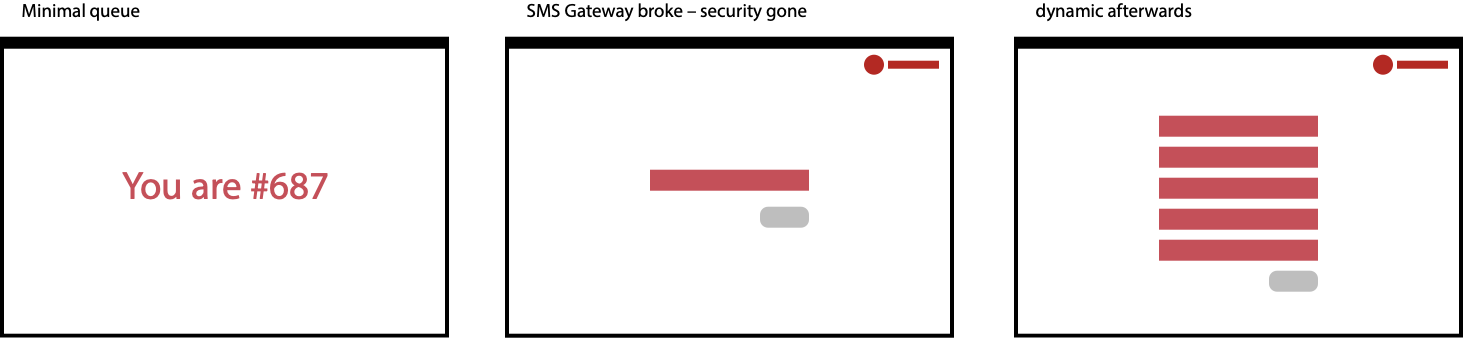 Minimal queue
SMS Gateway broke – security gone
dynamic afterwards
You are #687